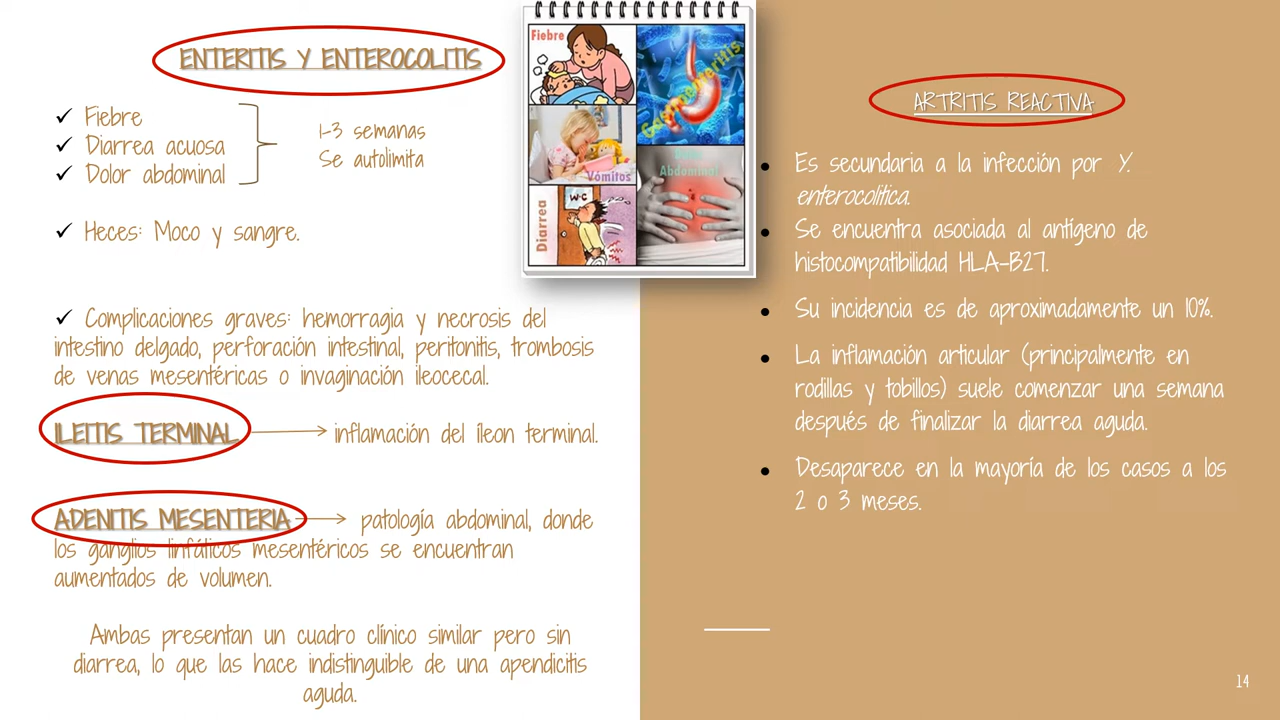 ENTERITIS Y ENTEROCOLITIS
✓ Fiebre
✓ Diarrea acuosa
✓ Dolor abdominal
1-3 semanas
Se autolimita
✓ Heces: Moco y sangre.
✓ Complicaciones graves: hemorragia y necrosis del
intestino delgado, perforación intestinal, peritonitis, trombosis
de venas mesentéricas o invaginación ileocecal.
ILEITIS TERMINAL
inflamación del íleon terminal.
ADENITIS MESENTERIA
patología abdominal, donde
los ganglios linfáticos mesentéricos se encuentran
aumentados de volumen.
Ambas presentan un cuadro clínico similar pero sin
diarrea, lo que las hace indistinguible de una apendicitis
aguda.
Fiebre
Gastroenteritis
Vómitos
Abdominal
Diarrea
WC
ARTRITIS REACTIVA
• Es secundaria a la infección por Y.
enterocolitica.
• Se encuentra asociada al antígeno de
histocompatibilidad HLA-B27.
• Su incidencia es de aproximadamente un 10%.
• La inflamación articular (principalmente en
rodillas y tobillos) suele comenzar una semana
después de finalizar la diarrea aguda.
• Desaparece en la mayoría de los casos a los
2 o 3 meses.
14